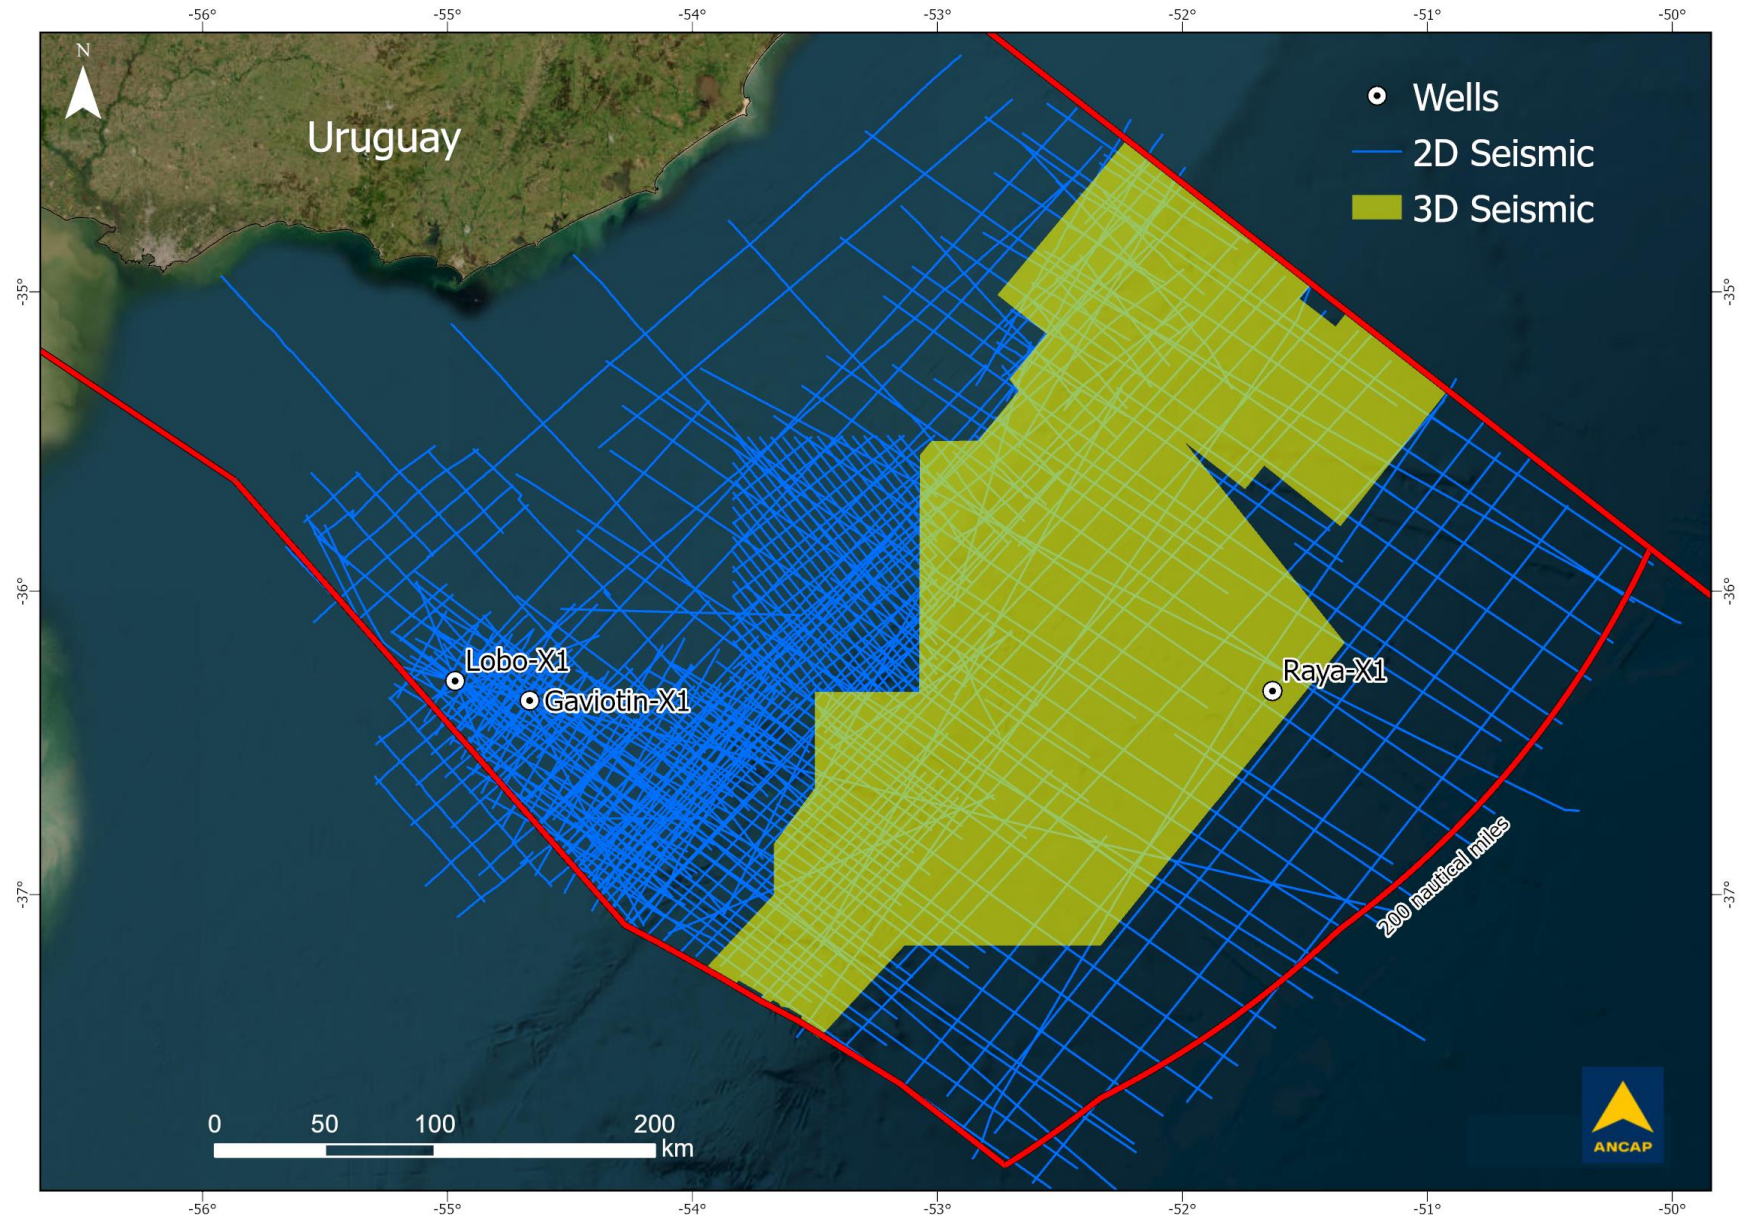 -56°
-55°
-54°
-53°
-52°
-51°
-50°
N
Uruguay
Wells
2D Seismic
3D Seismic
-35°
-35°
-36°
-36°
-37°
-37°
Lobo-X1
Gaviotin-X1
Raya-X1
200 nautical miles
0 50 100 200
km
ANCAP
-56°
-55°
-54°
-53°
-52°
-51°
-50°